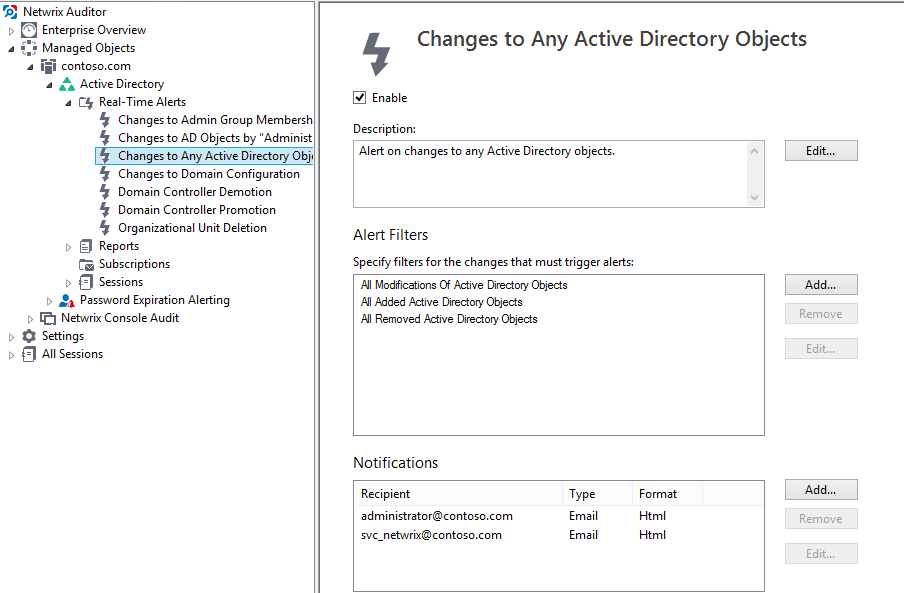 Netwrix Auditor
Enterprise Overview
Managed Objects
contoso.com
Active Directory
Real-Time Alerts
Changes to Admin Group Membersh
Changes to AD Objects by "Administ
Changes to Any Active Directory Obj
Changes to Domain Configuration
Domain Controller Demotion
Domain Controller Promotion
Organizational Unit Deletion
Reports
Subscriptions
Sessions
Password Expiration Alerting
Netwrix Console Audit
Settings
All Sessions
Changes to Any Active Directory Objects
Enable
Description:
Alert on changes to any Active Directory objects.
Edit...
Alert Filters
Specify filters for the changes that must trigger alerts:
All Modifications Of Active Directory Objects
All Added Active Directory Objects
All Removed Active Directory Objects
Add...
Remove
Edit...
Notifications
Recipient Type Format
administrator@contoso.com Email Html
svc_netwrix@contoso.com Email Html
Add...
Remove
Edit...